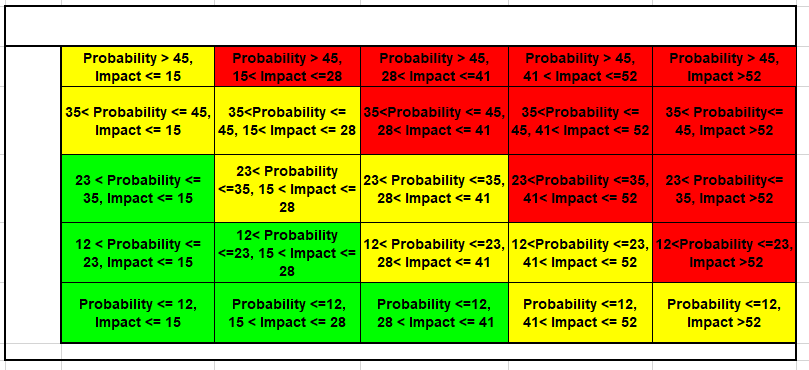 Probability > 45,
Impact <= 15
Probability > 45,
15< Impact <=28
Probability > 45,
28< Impact <=41
Probability > 45,
41 < Impact <=52
Probability > 45,
Impact >52
35< Probability <= 45,
Impact <= 15
35<Probability <=
45, 15< Impact <= 28
35<Probability <= 45,
28< Impact <= 41
35<Probability <=
45, 41< Impact <= 52
35< Probability<=
45, Impact >52
23 < Probability <=
35, Impact <= 15
23< Probability
<=35, 15 < Impact <=
28
23< Probability <=35,
28< Impact <= 41
23<Probability <=35,
41< Impact <= 52
23< Probability<=
35, Impact >52
12 < Probability <=
23, Impact <= 15
12< Probability
<=23, 15 < Impact <=
28
12< Probability <=23,
28< Impact <= 41
12<Probability <=23,
41< Impact <= 52
12<Probability <=23,
Impact >52
Probability <= 12,
Impact <= 15
Probability <=12,
15 < Impact <= 28
Probability <=12,
28 < Impact <= 41
Probability <=12,
41< Impact <= 52
Probability <=12,
Impact >52